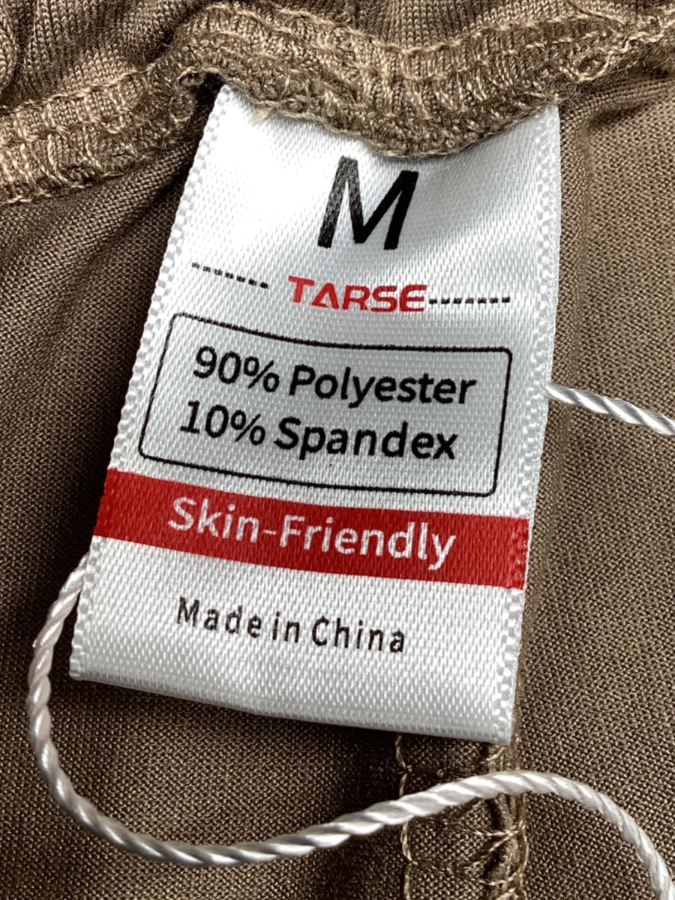 M
TARSE
90% Polyester
10% Spandex
Skin-Friendly
Made in China